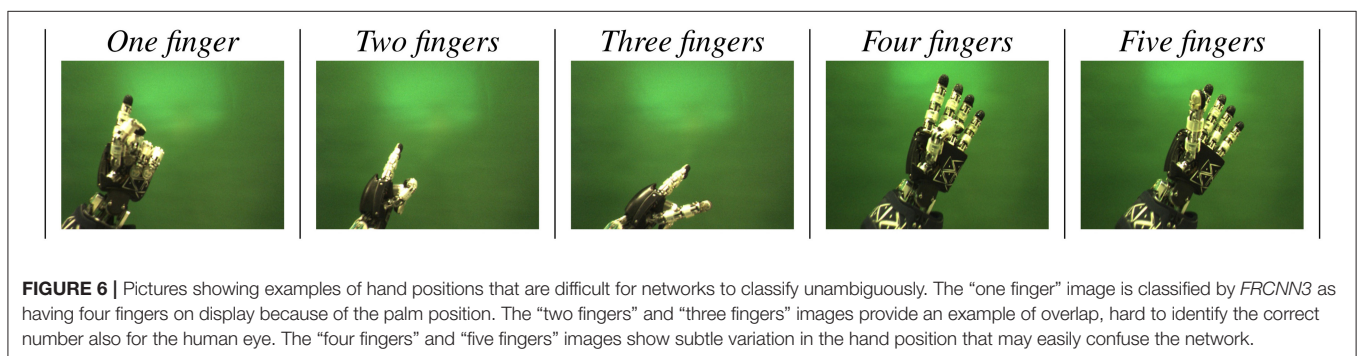 One finger Two fingers Three fingers Four fingers Five fingers
FIGURE 6 | Pictures showing examples of hand positions that are difficult for networks to classify unambiguously. The “one finger” image is classified by FRCNN3 as
having four fingers on display because of the palm position. The “two fingers” and “three fingers” images provide an example of overlap, hard to identify the correct
number also for the human eye. The “four fingers” and “five fingers” images show subtle variation in the hand position that may easily confuse the network.